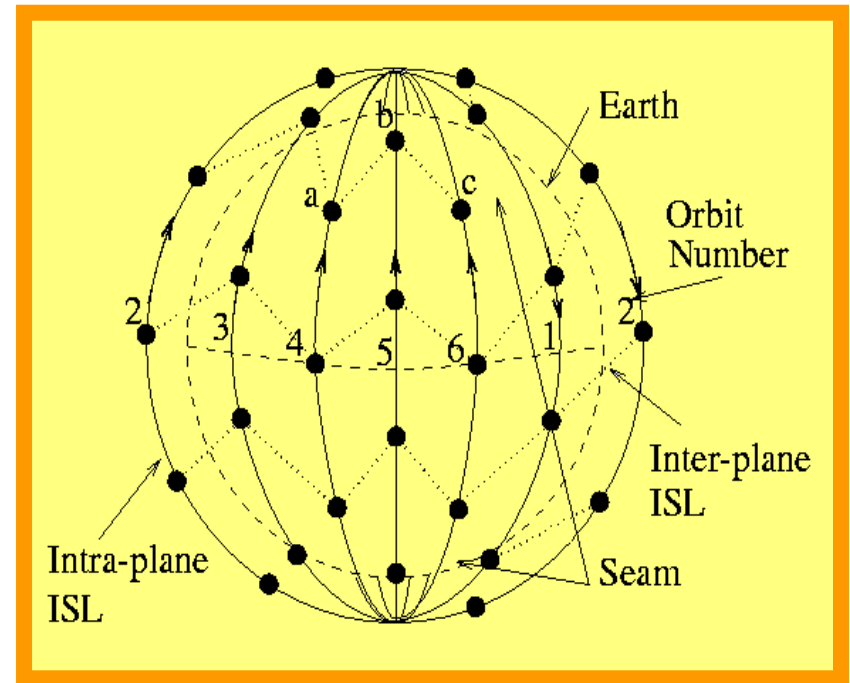 b
Earth
a
c
Orbit
Number
2
3
4
5
6
1
2
Inter-plane
ISL
Intra-plane
ISL
Seam